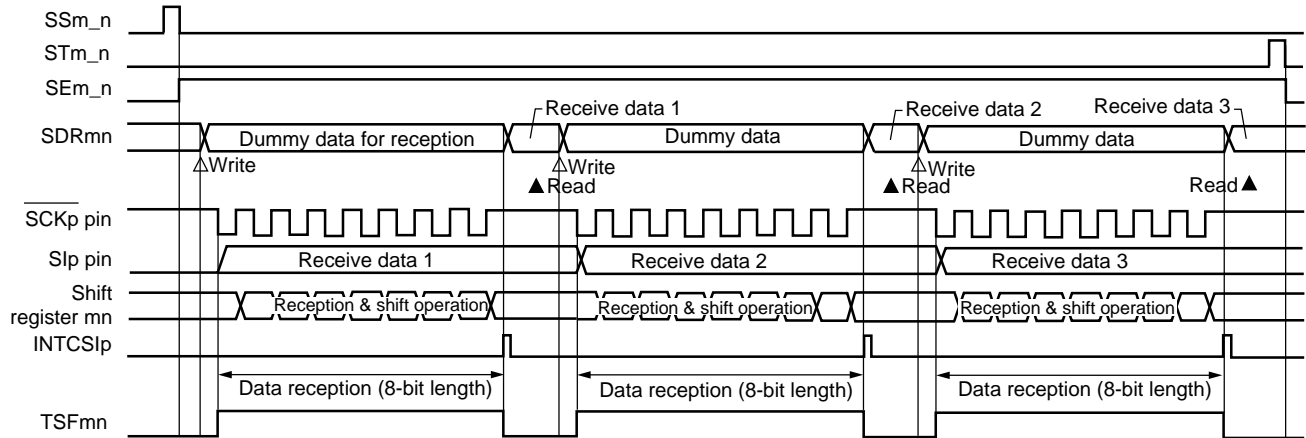 SSm_n
STm_n
SEm_n
Receive data 1
Receive data 2
Receive data 3
SDRmn
Dummy data for reception
Dummy data
Dummy data
△Write
△Write
△Write
▲Read
▲Read
Read▲
SCKp pin
SIp pin
Receive data 1
Receive data 2
Receive data 3
Shift
register mn
Reception & shift operation
Reception & shift operation
Reception & shift operation
INTCSIp
Data reception (8-bit length)
Data reception (8-bit length)
Data reception (8-bit length)
TSFmn